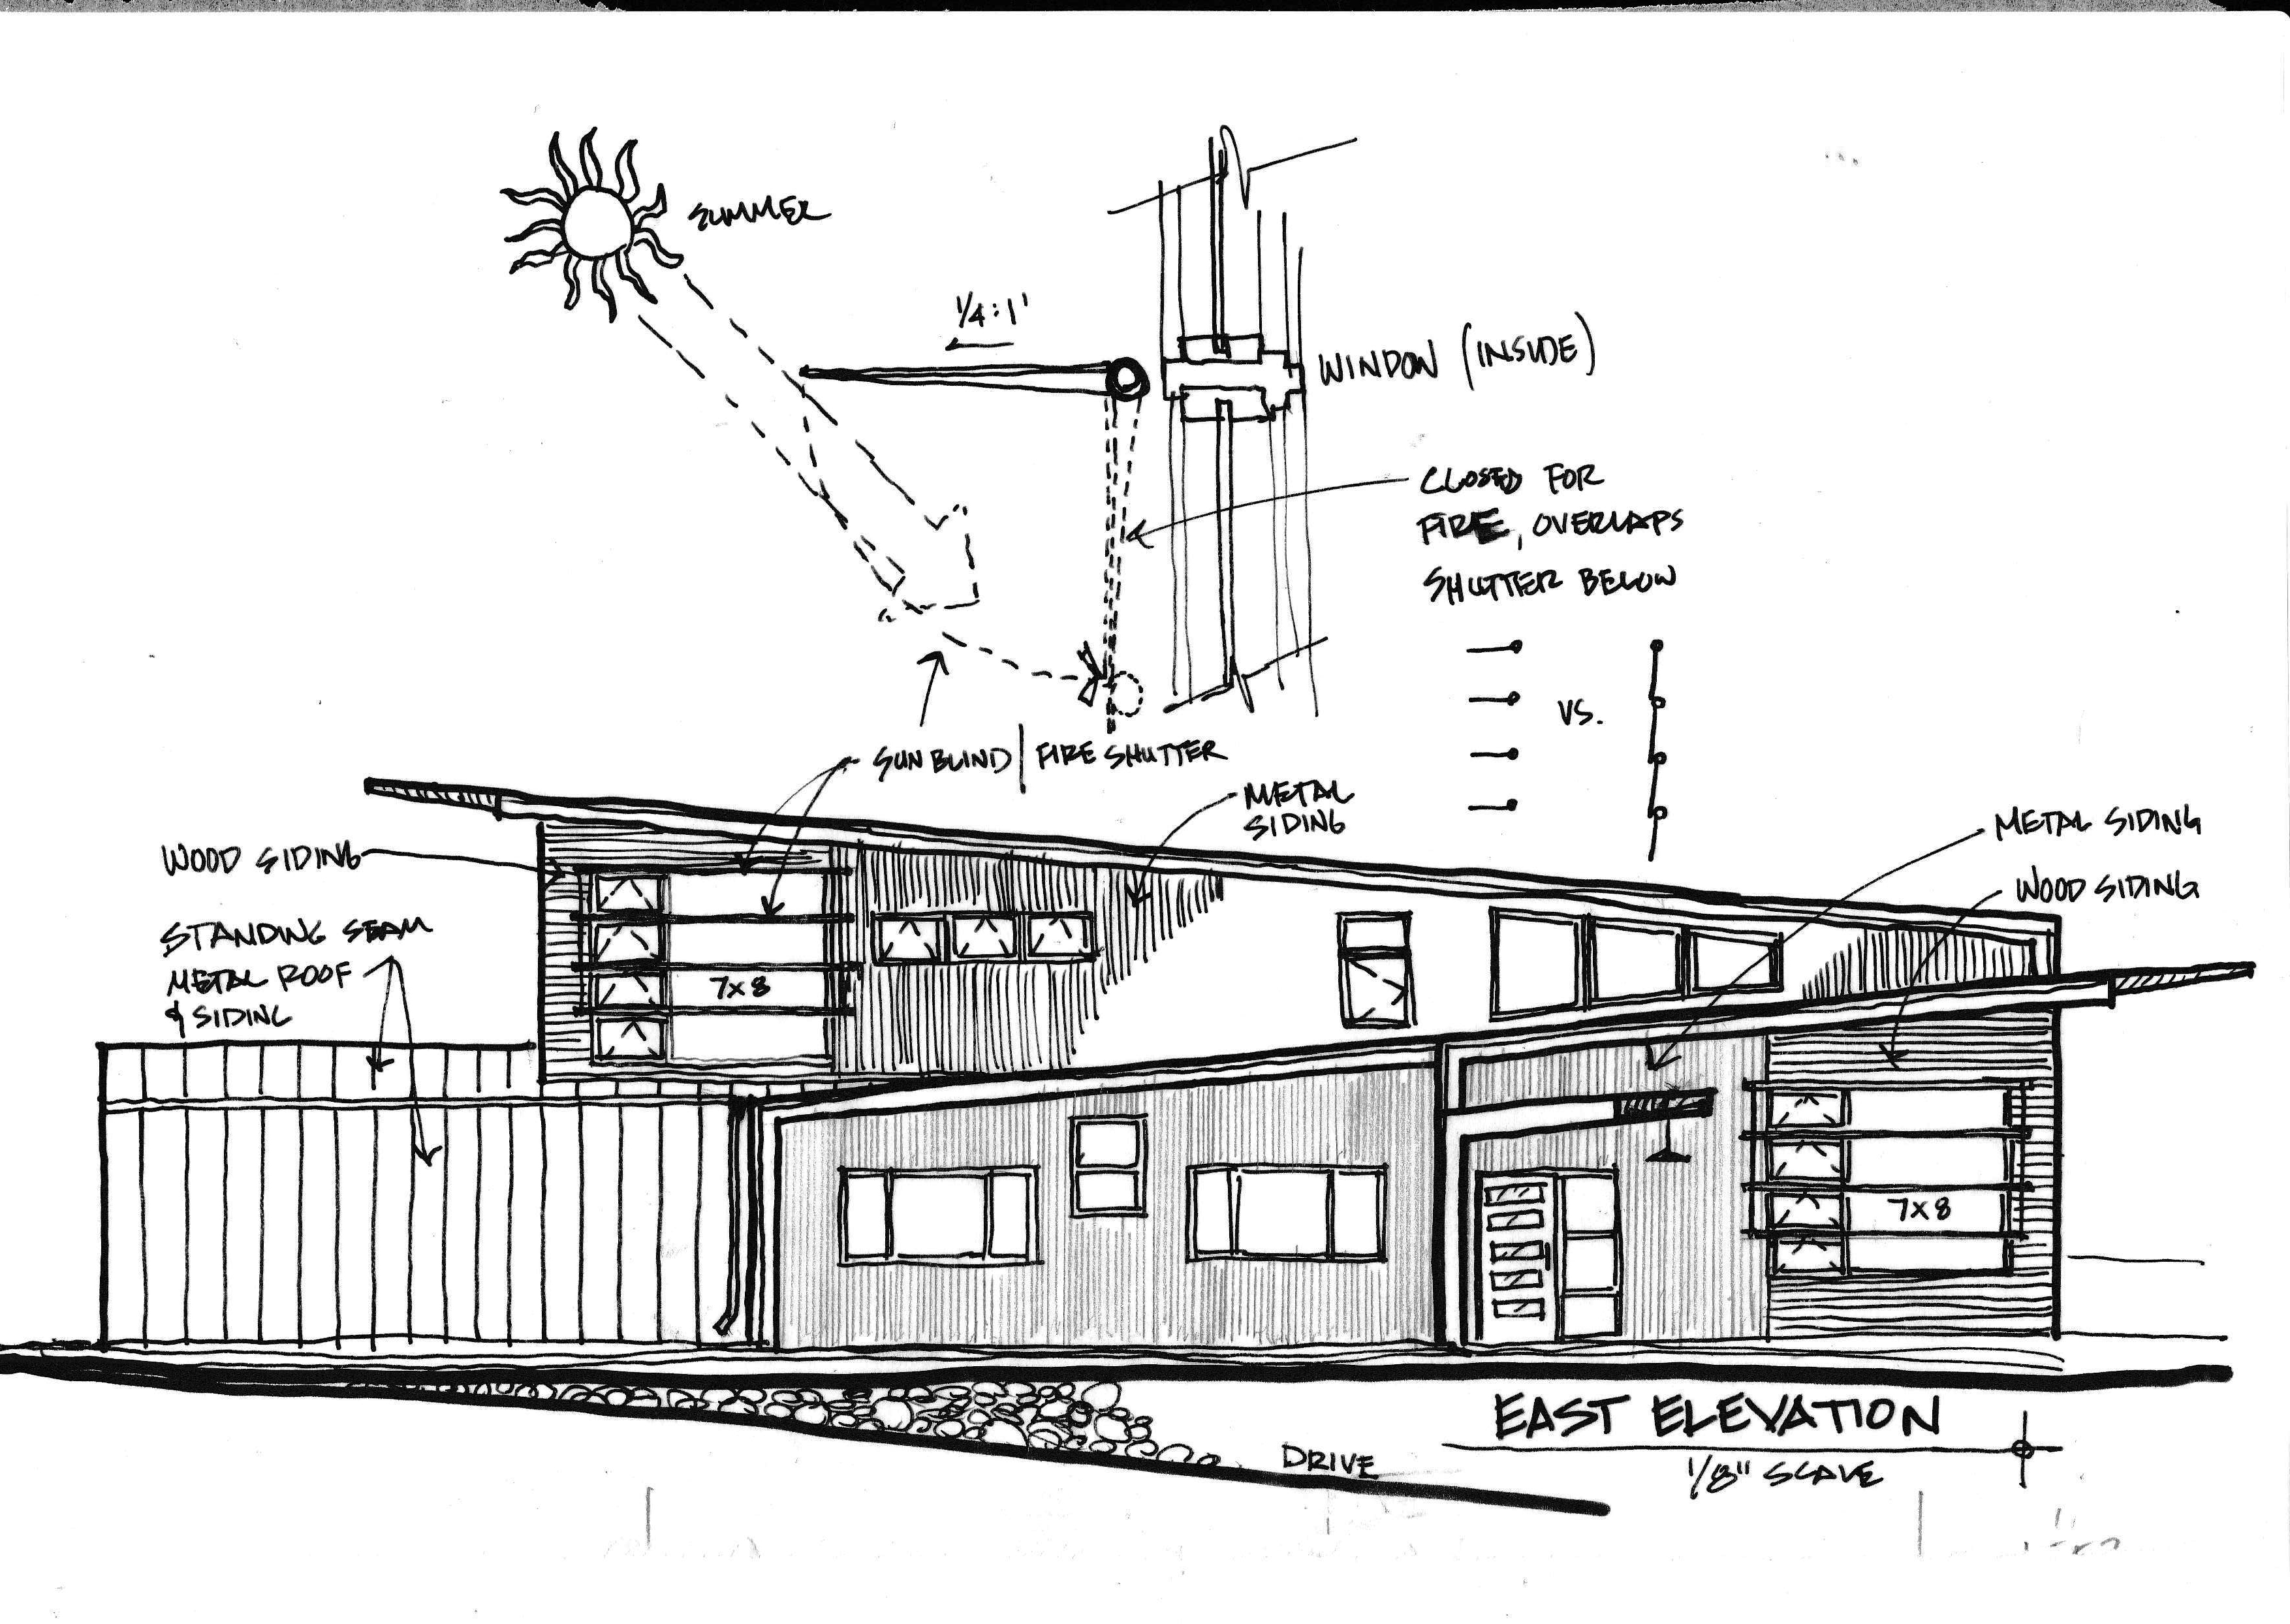 SUMMER
1/4:1'
WINDOW (INSIDE)
CLOSED FOR
FIRE, OVERLAPS
SHUTTER BELOW
VS.
SUN BLIND | FIRE SHUTTER
METAL
SIDING
METAL SIDING
WOOD SIDING
WOOD SIDING
STANDING SEAM
METAL ROOF
& SIDING
7x8
7x8
EAST ELEVATION
1/8" SCALE
DRIVE